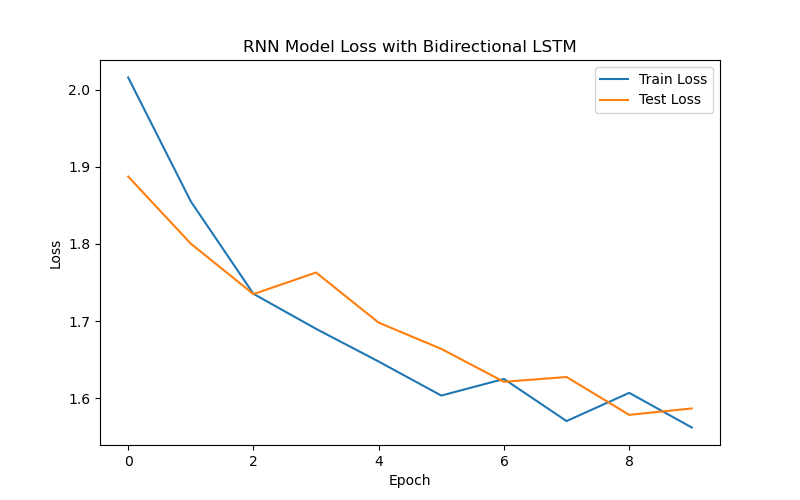 RNN Model Loss with Bidirectional LSTM
Train Loss
Test Loss
2.0
1.9
1.8
1.7
1.6
Loss
0 2 4 6 8
Epoch